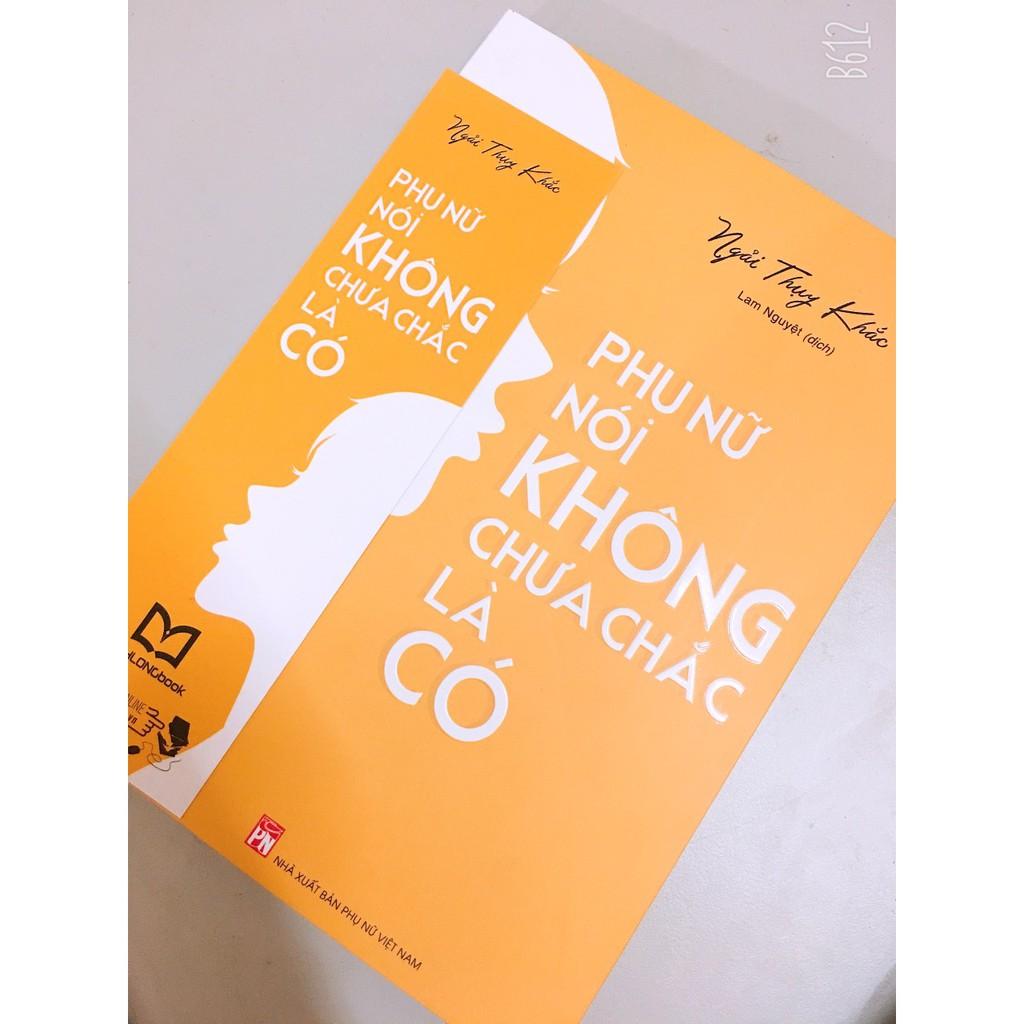 B612
Ngải Thụy Khắc
PHỤ NỮ
NÓI
KHÔNG
CHƯA CHẮC
LÀ
CÓ
Ngải Thụy Khắc
Lam Nguyệt (dịch)
PHỤ NỮ
NÓI
KHÔNG
CHƯA CHẮC
LÀ
CÓ
PN
NHÀ XUẤT BẢN PHỤ NỮ VIỆT NAM